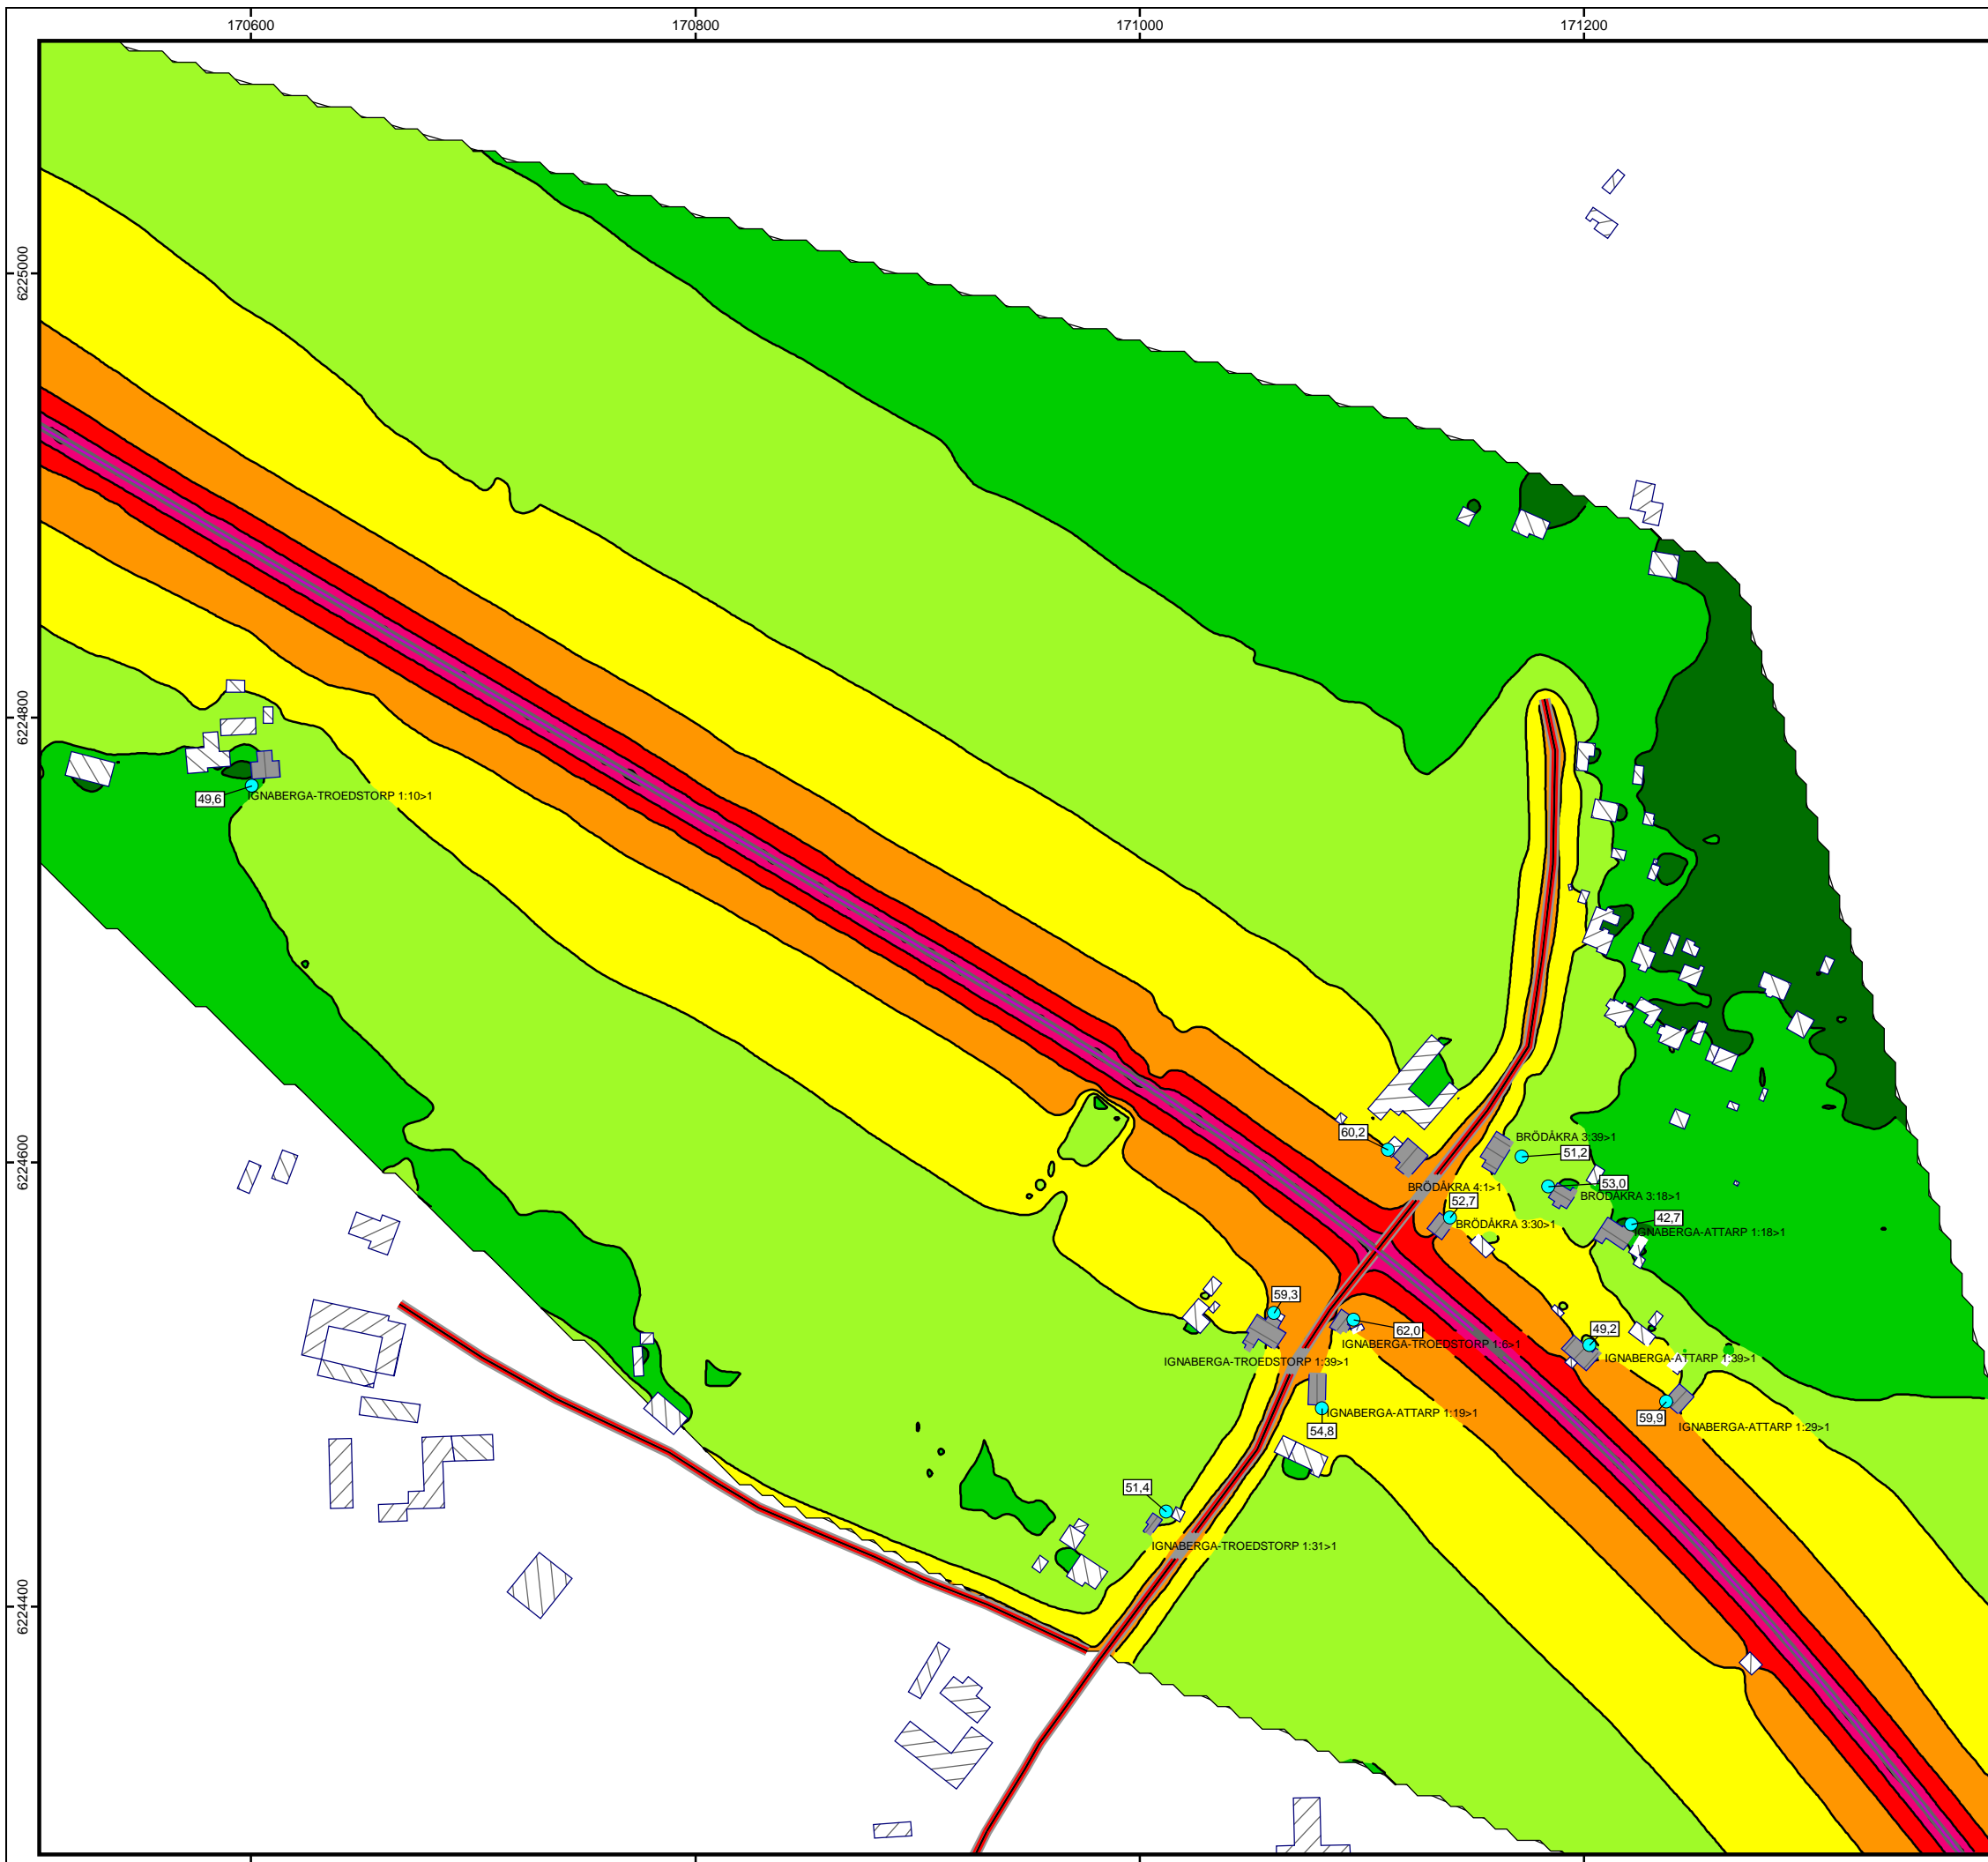 170600
170800
171000
171200
6225000
6224800
6224600
6224400
49,6
IGNABERGA-TROEDSTORP 1:10>1
60,2
BRÖDÅKRA 3:39>1
51,2
BRÖDÅKRA 4:1>1
53,0
BRÖDÅKRA 3:18>1
52,7
BRÖDÅKRA 3:30>1
42,7
IGNABERGA-ATTARP 1:18>1
59,3
62,0
IGNABERGA-TROEDSTORP 1:6>1
49,2
IGNABERGA-ATTARP 1:39>1
IGNABERGA-TROEDSTORP 1:39>1
IGNABERGA-ATTARP 1:19>1
54,8
59,9
IGNABERGA-ATTARP 1:29>1
51,4
IGNABERGA-TROEDSTORP 1:31>1